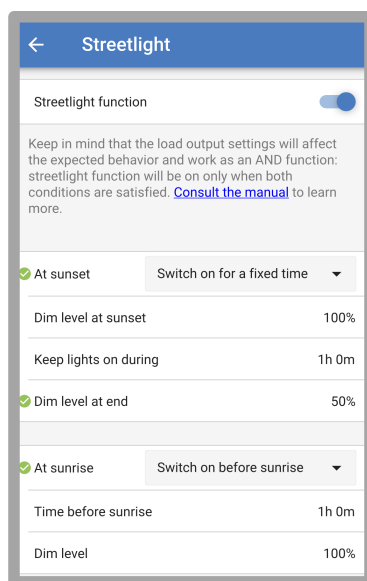 Streetlight
Streetlight function
Keep in mind that the load output settings will affect
the expected behavior and work as an AND function:
streetlight function will be on only when both
conditions are satisfied. Consult the manual to learn
more.
At sunset Switch on for a fixed time
Dim level at sunset 100%
Keep lights on during 1h 0m
Dim level at end 50%
At sunrise Switch on before sunrise
Time before sunrise 1h 0m
Dim level 100%